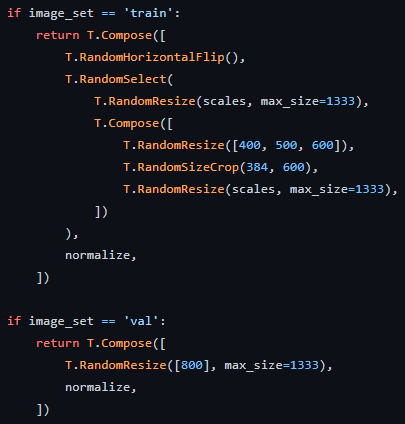 if image_set == 'train':
    return T.Compose([
        T.RandomHorizontalFlip(),
        T.RandomSelect(
            T.RandomResize(scales, max_size=1333),
            T.Compose([
                T.RandomResize([400, 500, 600]),
                T.RandomSizeCrop(384, 600),
                T.RandomResize(scales, max_size=1333),
            ])
        ),
        normalize,
    ])

if image_set == 'val':
    return T.Compose([
        T.RandomResize([800], max_size=1333),
        normalize,
    ])